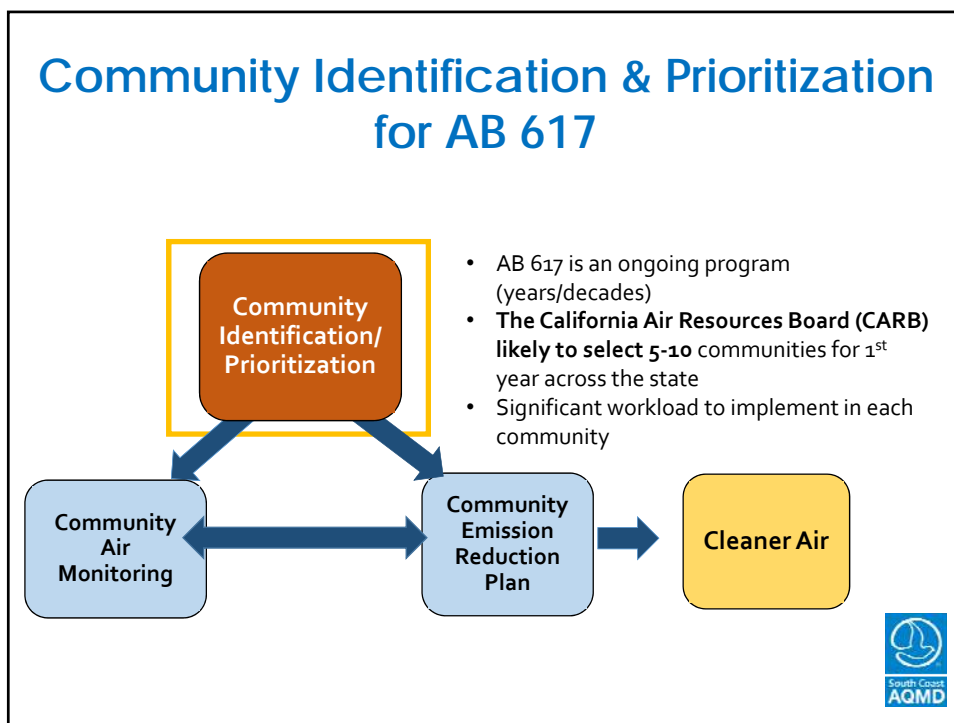 Community Identification & Prioritization
for AB 617
Community
Identification/
Prioritization
• AB 617 is an ongoing program
(years/decades)
• The California Air Resources Board (CARB)
likely to select 5-10 communities for 1st
year across the state
• Significant workload to implement in each
community
Community
Air
Monitoring
Community
Emission
Reduction
Plan
Cleaner Air
South Coast
AQMD